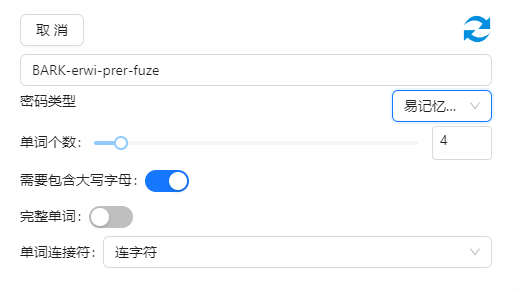 取 消
BARK-erwi-prer-fuze
密码类型 易记忆...
单词个数： 4
需要包含大写字母：
完整单词：
单词连接符： 连字符